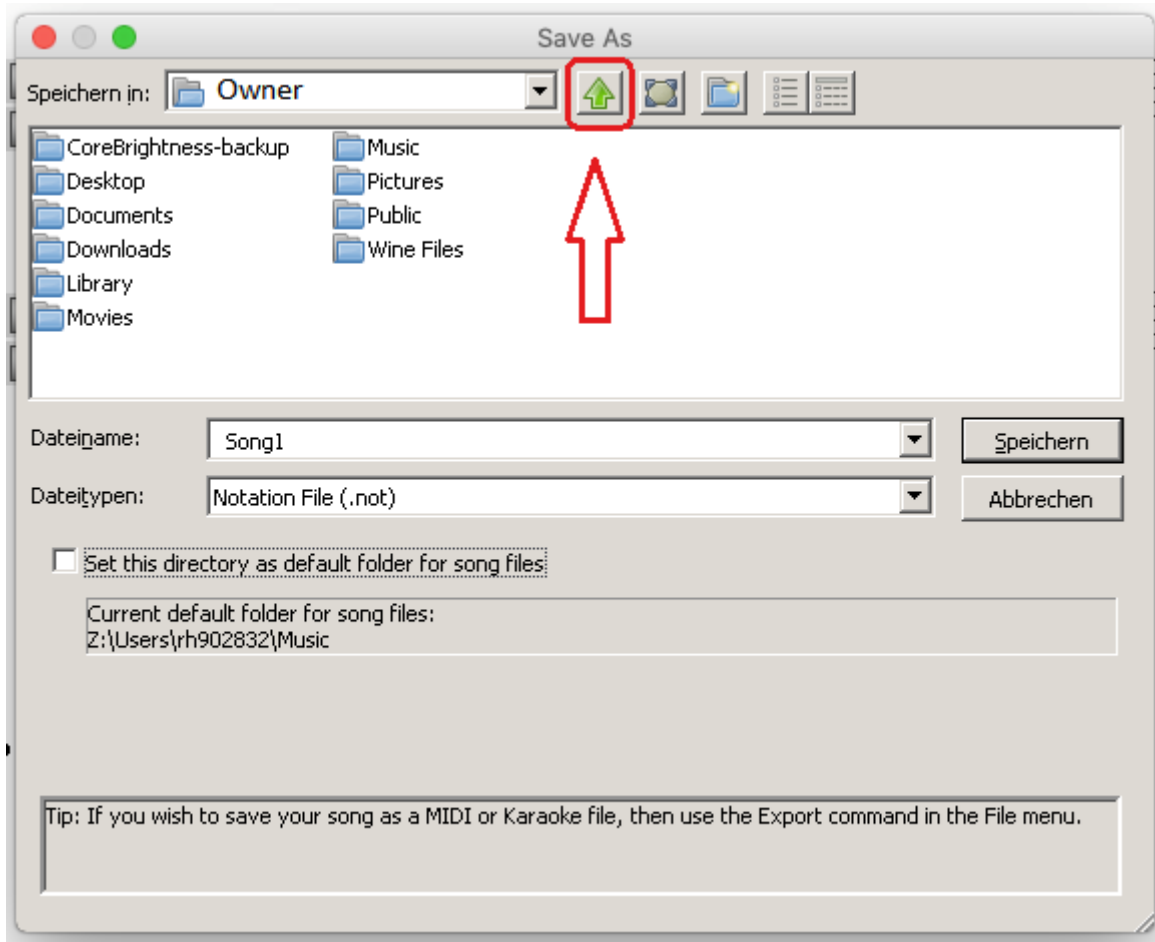 Save As
Speichern in: Owner
CoreBrightness-backup
Desktop
Documents
Downloads
Library
Movies
Music
Pictures
Public
Wine Files
Dateiname: Song1 Speichern
Dateitypen: Notation File (.not) Abbrechen
Set this directory as default folder for song files
Current default folder for song files:
Z:\Users\rh902832\Music
Tip: If you wish to save your song as a MIDI or Karaoke file, then use the Export command in the File menu.